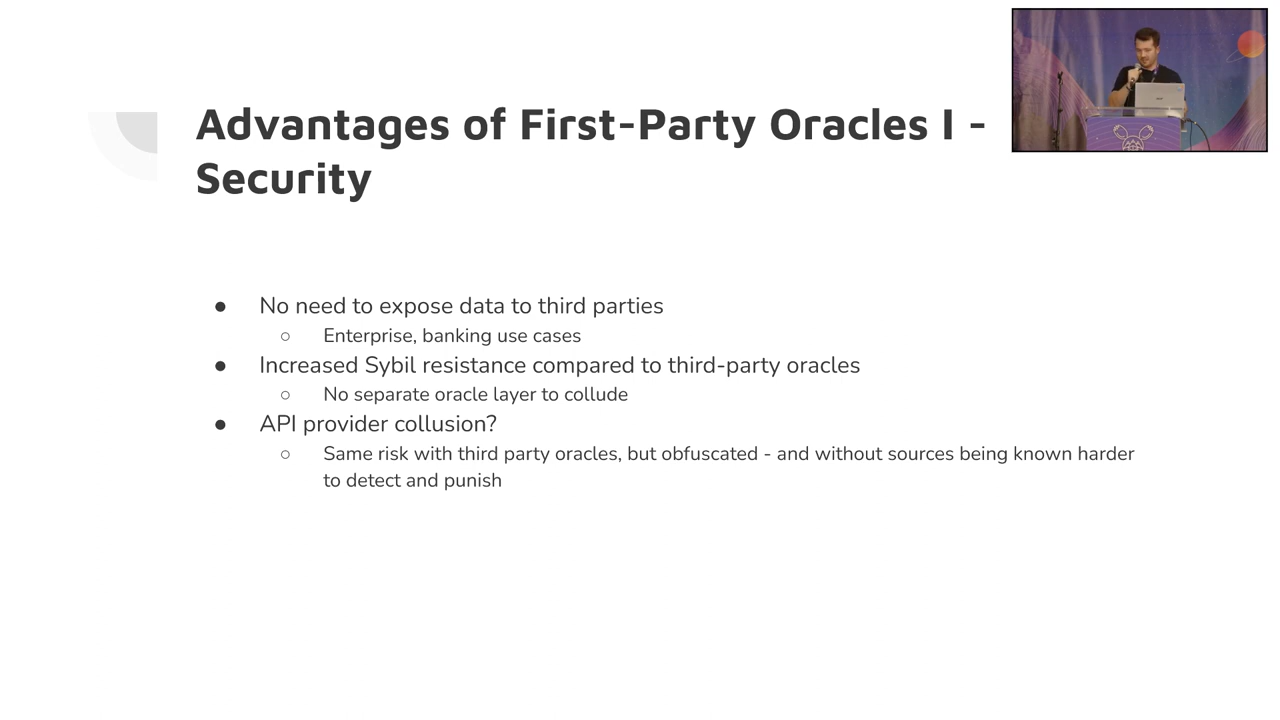 Advantages of First-Party Oracles I -
Security
● No need to expose data to third parties
○ Enterprise, banking use cases
● Increased Sybil resistance compared to third-party oracles
○ No separate oracle layer to collude
● API provider collusion?
○ Same risk with third party oracles, but obfuscated - and without sources being known harder
to detect and punish